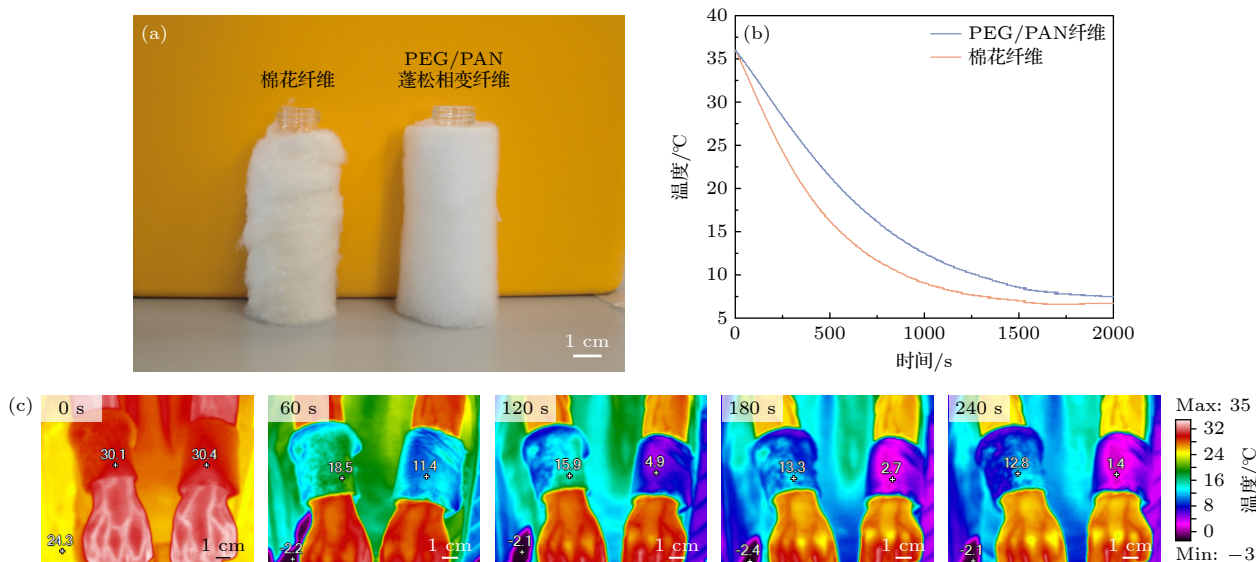 (a)
棉花纤维
PEG/PAN
蓬松相变纤维
1 cm
(b)
PEG/PAN纤维
棉花纤维
温度/℃
40
35
30
25
20
15
10
5
0
500
1000
1500
2000
时间/s
(c)
0 s
30.1
30.4
24.3
1 cm
60 s
18.5
11.4
-2.2
1 cm
120 s
15.9
4.9
-2.1
1 cm
180 s
13.3
2.7
-2.4
1 cm
240 s
12.8
1.4
-2.1
1 cm
Max: 35
32
24
16
8
0
温度/℃
Min: −3